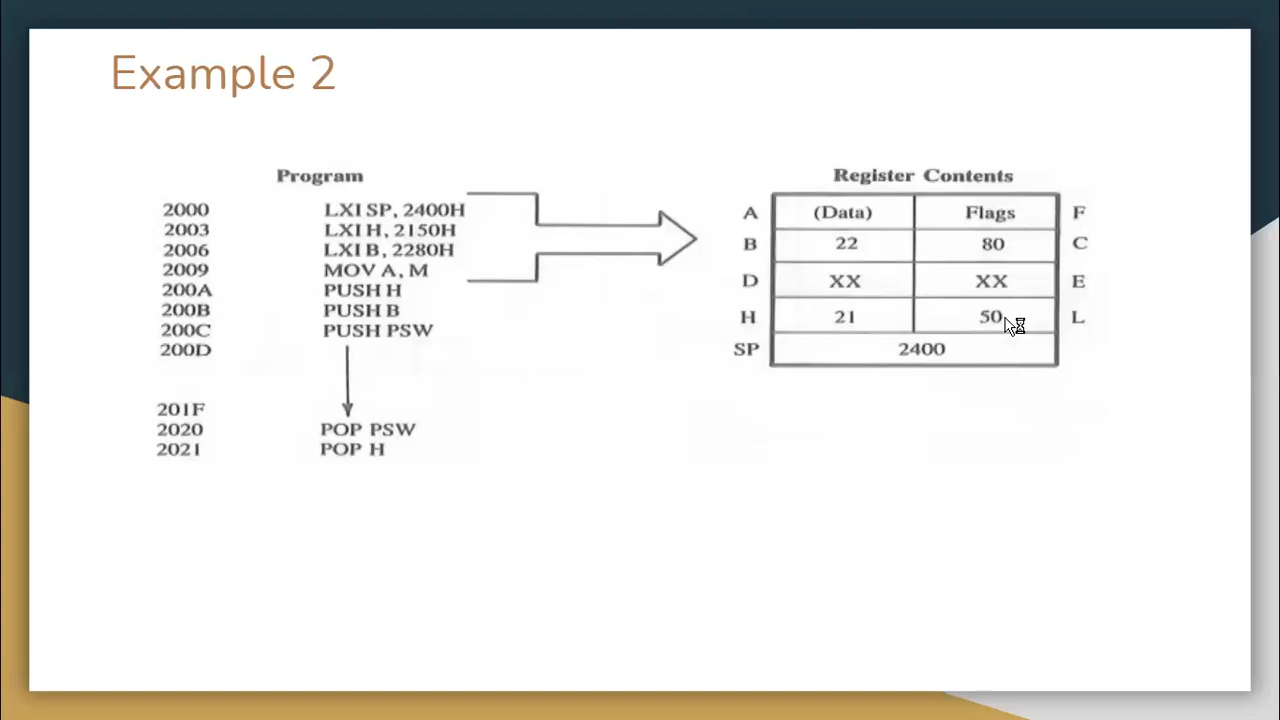 Example 2
Program
2000 LXI SP, 2400H
2003 LXI H, 2150H
2006 LXI B, 2280H
2009 MOV A, M
200A PUSH H
200B PUSH B
200C PUSH PSW
200D
201F
2020 POP PSW
2021 POP H
Register Contents
A (Data) Flags F
B 22 80 C
D XX XX E
H 21 50 L
SP 2400